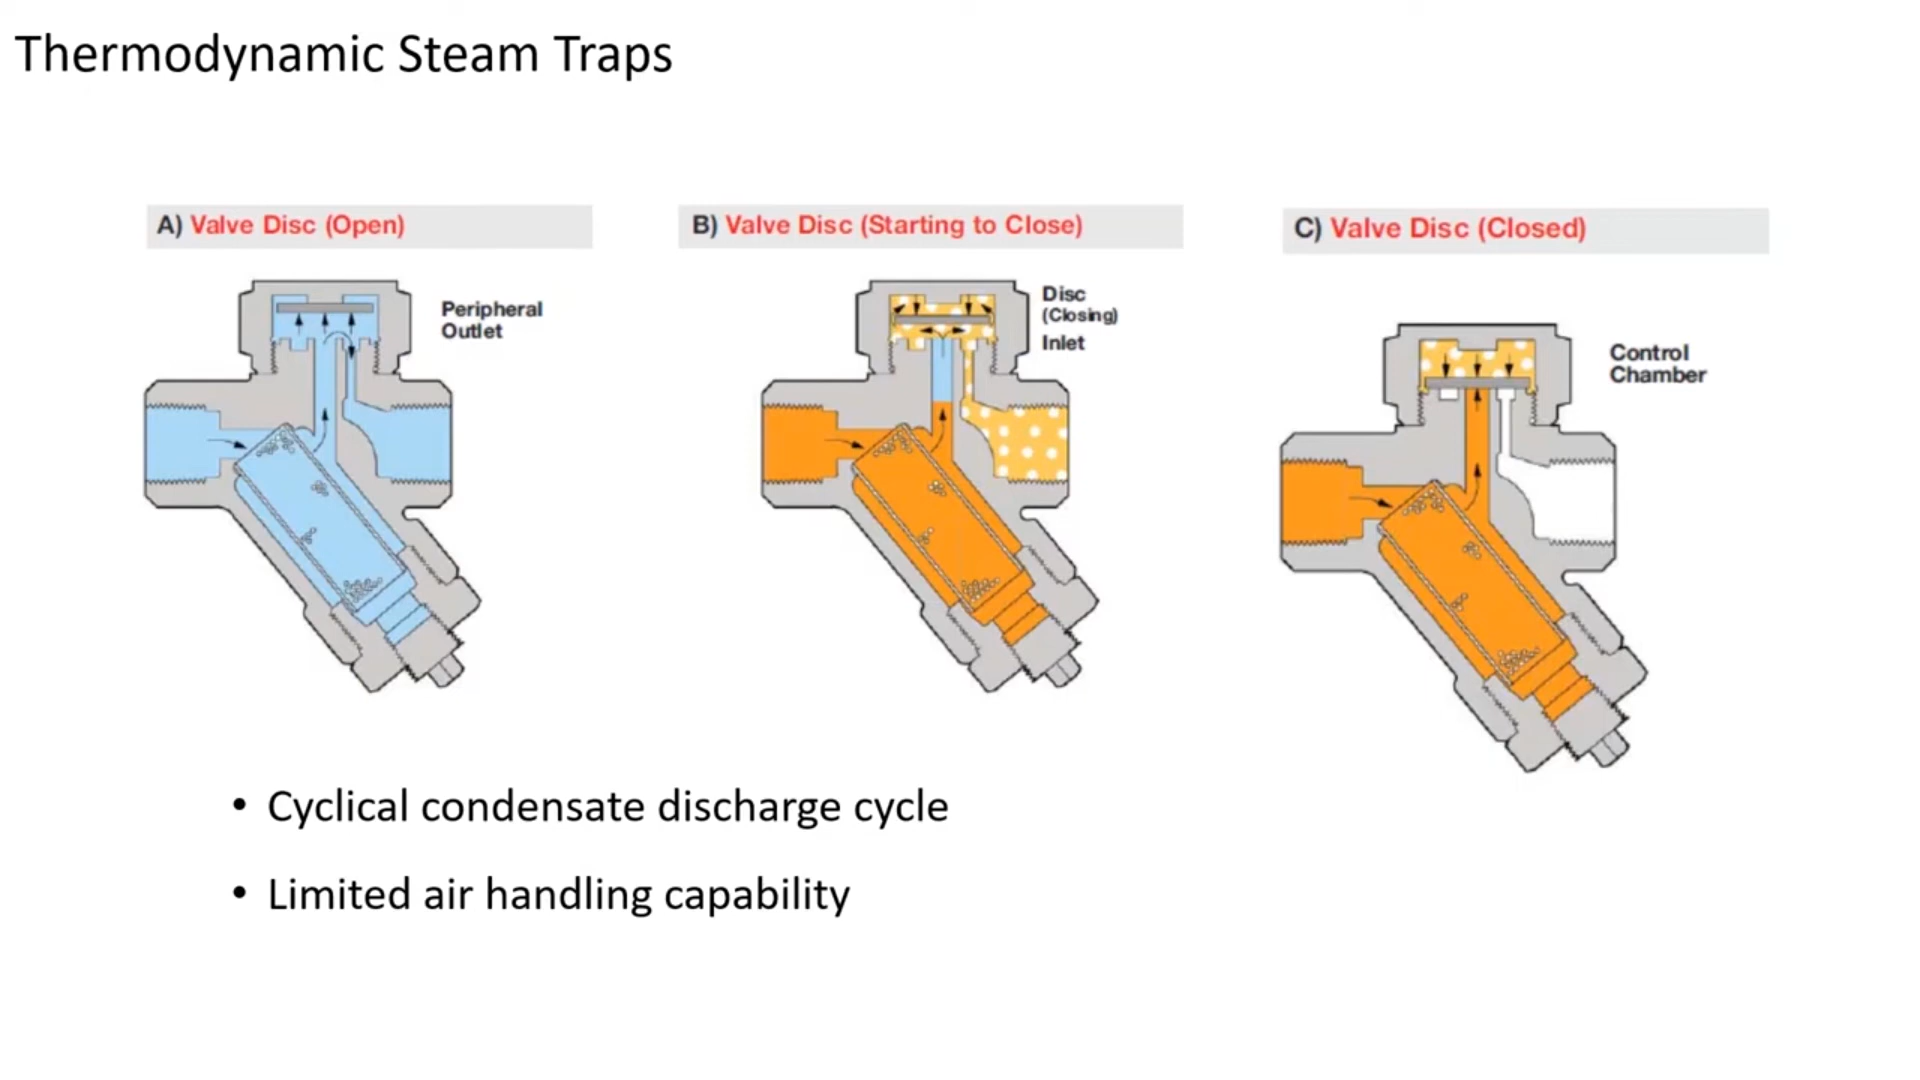 Thermodynamic Steam Traps
A) Valve Disc (Open)
Peripheral
Outlet
B) Valve Disc (Starting to Close)
Disc
(Closing)
Inlet
C) Valve Disc (Closed)
Control
Chamber
• Cyclical condensate discharge cycle
• Limited air handling capability